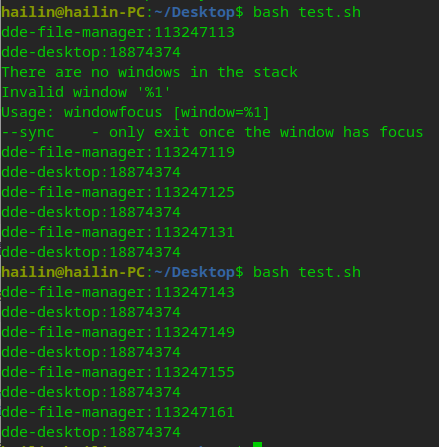 hailin@hailin-PC:~/Desktop$ bash test.sh
dde-file-manager:113247113
dde-desktop:18874374
There are no windows in the stack
Invalid window '%1'
Usage: windowfocus [window=%1]
--sync    - only exit once the window has focus
dde-file-manager:113247119
dde-desktop:18874374
dde-file-manager:113247125
dde-desktop:18874374
dde-file-manager:113247131
dde-desktop:18874374
hailin@hailin-PC:~/Desktop$ bash test.sh
dde-file-manager:113247143
dde-desktop:18874374
dde-file-manager:113247149
dde-desktop:18874374
dde-file-manager:113247155
dde-desktop:18874374
dde-file-manager:113247161
dde-desktop:18874374